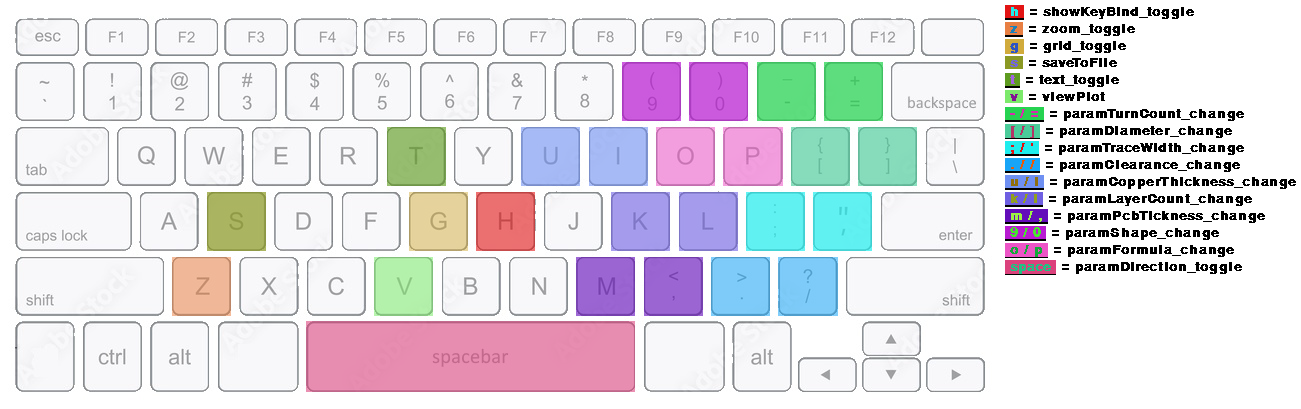 esc F1 F2 F3 F4 F5 F6 F7 F8 F9 F10 F11 F12
~ ! @ # $ % ^ & * ( ) _ +
` 1 2 3 4 5 6 7 8 9 0 - = backspace
tab Q W E R T Y U I O P { [ } ] | \
caps lock A S D F G H J K L : ; " ' enter
shift Z X C V B N M < , > . ? / shift
ctrl alt spacebar alt
h = showKeyBind_toggle
z = zoom_toggle
g = grid_toggle
s = saveToFile
t = text_toggle
v = viewPlot
- / = = paramTurnCount_change
[ / ] = paramDiameter_change
; / ' = paramTraceWidth_change
. / / = paramClearance_change
u / i = paramCopperThickness_change
k / l = paramLayerCount_change
m / , = paramPcbTickness_change
9 / 0 = paramShape_change
o / p = paramFormula_change
space = paramDirection_toggle